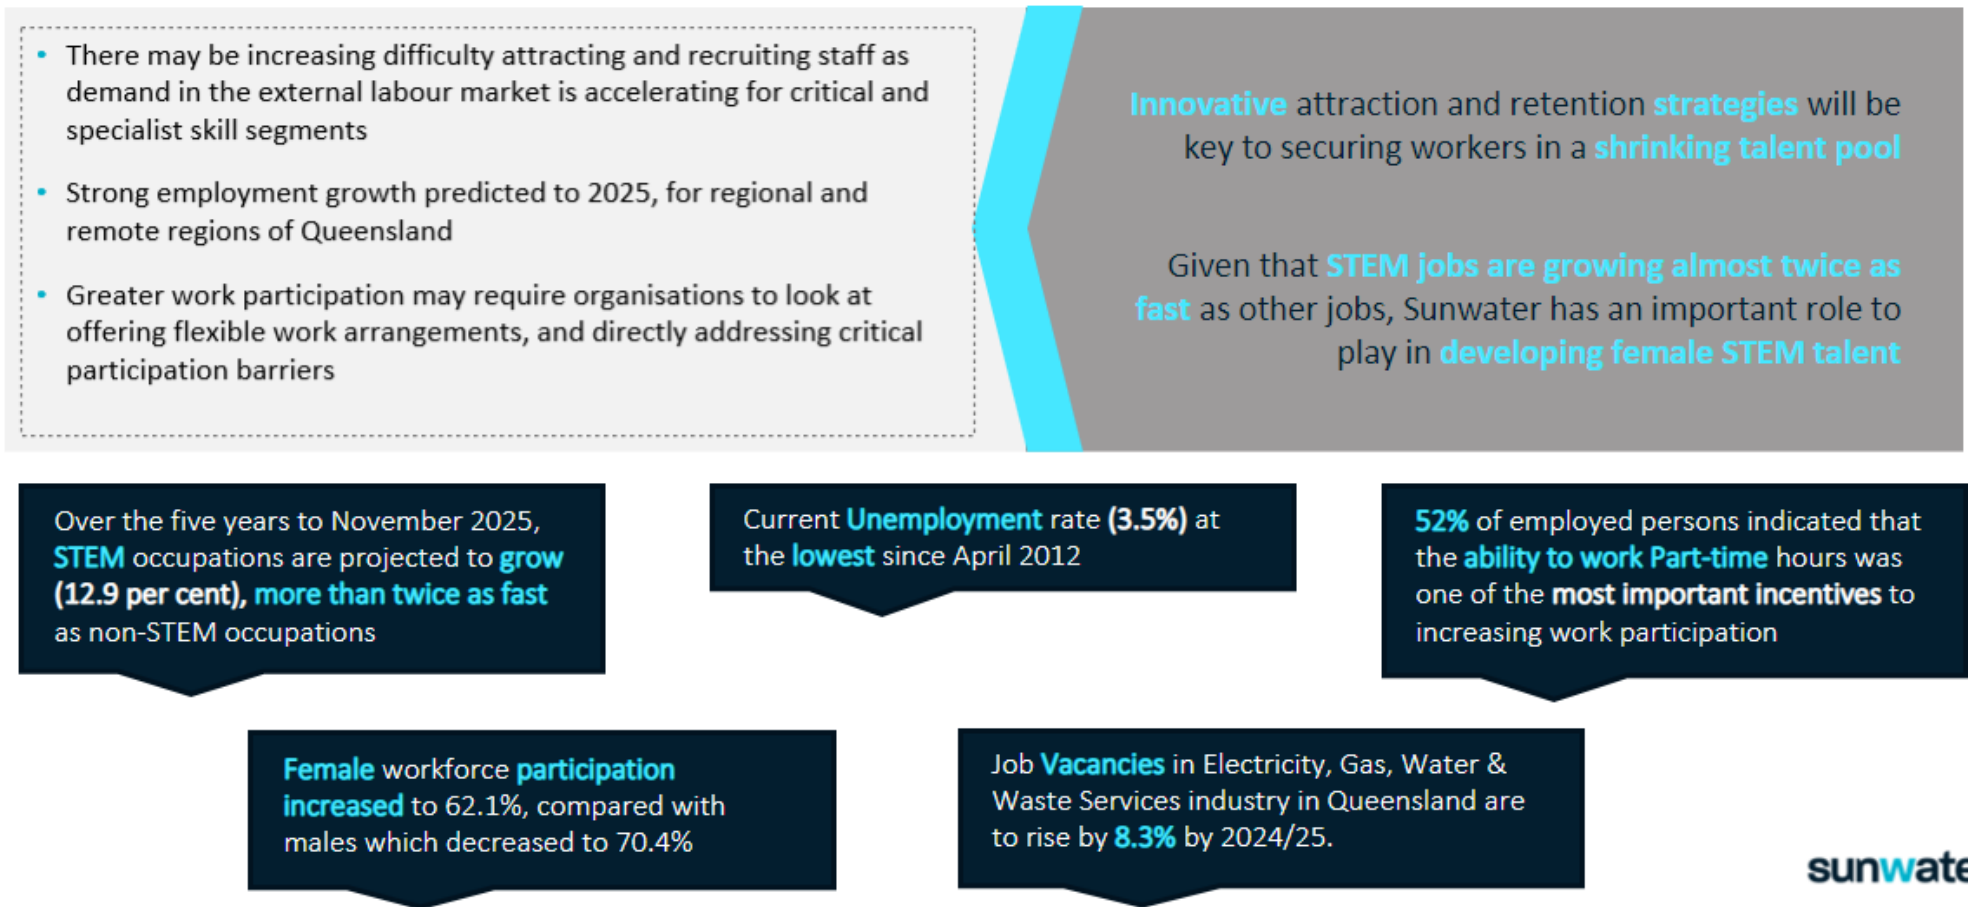 • There may be increasing difficulty attracting and recruiting staff as
demand in the external labour market is accelerating for critical and
specialist skill segments
• Strong employment growth predicted to 2025, for regional and
remote regions of Queensland
• Greater work participation may require organisations to look at
offering flexible work arrangements, and directly addressing critical
participation barriers
Innovative attraction and retention strategies will be
key to securing workers in a shrinking talent pool
Given that STEM jobs are growing almost twice as
fast as other jobs, Sunwater has an important role to
play in developing female STEM talent
Over the five years to November 2025,
STEM occupations are projected to grow
(12.9 per cent), more than twice as fast
as non-STEM occupations
Current Unemployment rate (3.5%) at
the lowest since April 2012
52% of employed persons indicated that
the ability to work Part-time hours was
one of the most important incentives to
increasing work participation
Female workforce participation
increased to 62.1%, compared with
males which decreased to 70.4%
Job Vacancies in Electricity, Gas, Water &
Waste Services industry in Queensland are
to rise by 8.3% by 2024/25.
sunwate